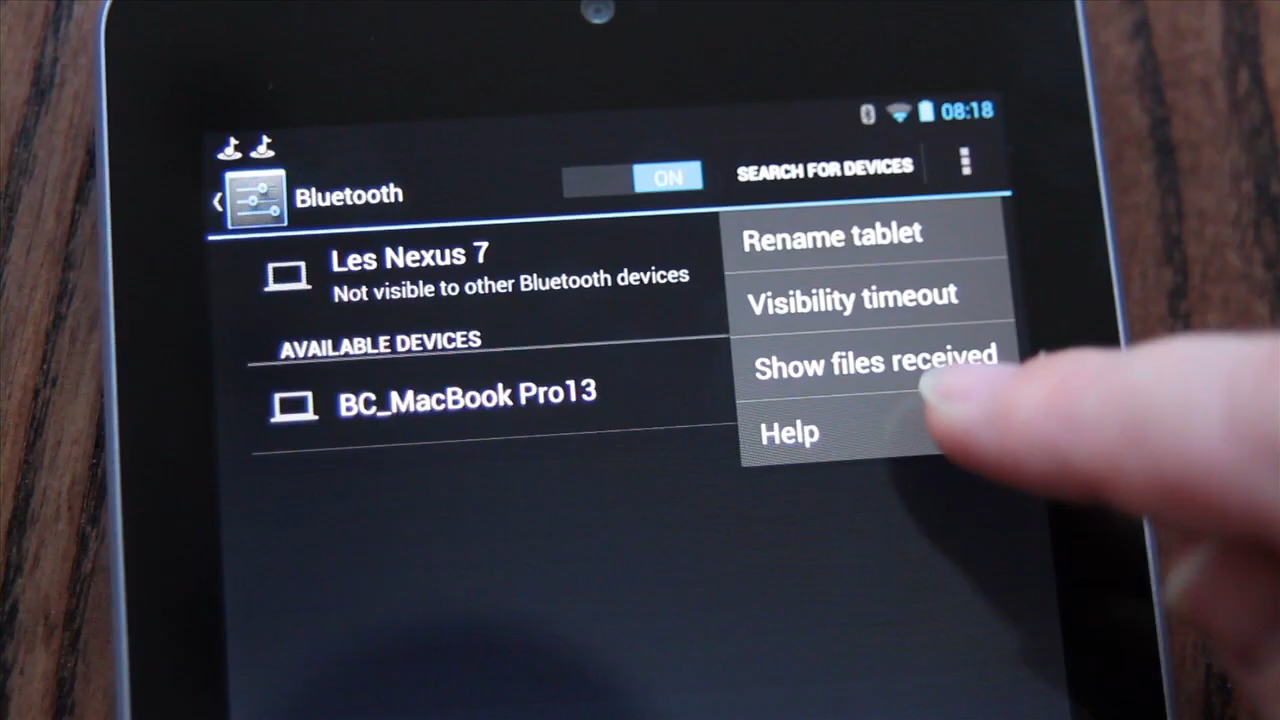 08:18
Bluetooth
ON
SEARCH FOR DEVICES
Les Nexus 7
Not visible to other Bluetooth devices
AVAILABLE DEVICES
BC_MacBook Pro13
Rename tablet
Visibility timeout
Show files received
Help